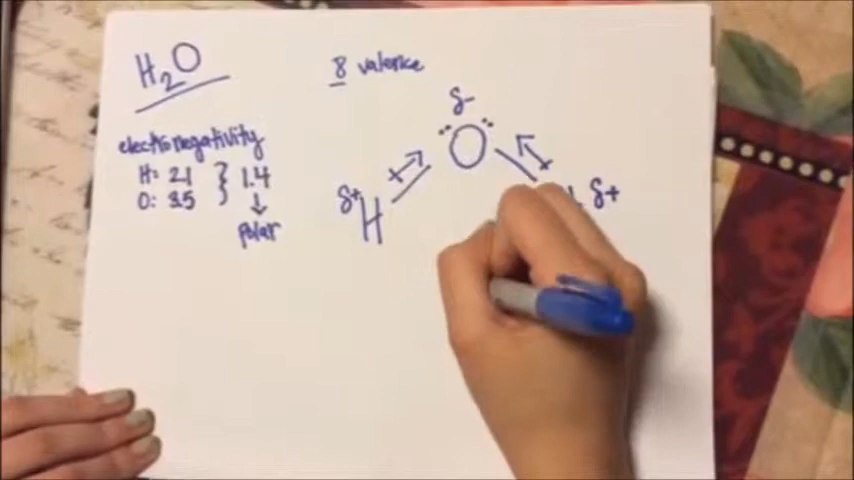 H2O
8 valence
electronegativity
H: 2.1 } 1.4
O: 3.5
↓
polar
δ-
O
δ+ H
δ+